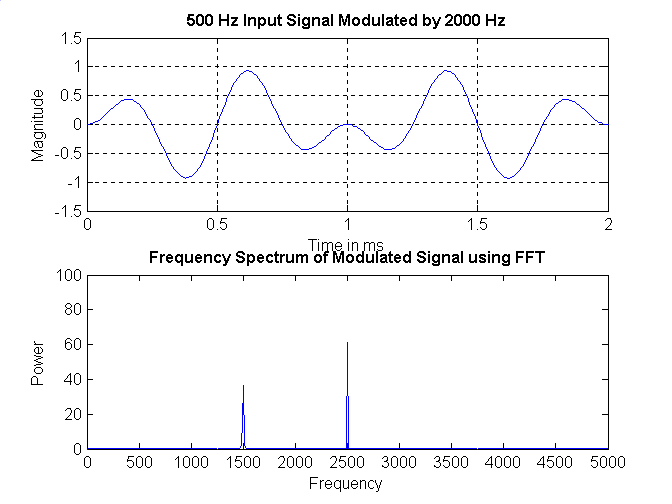 500 Hz Input Signal Modulated by 2000 Hz
1.5
1
0.5
0
-0.5
-1
-1.5
Magnitude
0 0.5 1 1.5 2
Time in ms
Frequency Spectrum of Modulated Signal using FFT
100
80
60
40
20
0
Power
0 500 1000 1500 2000 2500 3000 3500 4000 4500 5000
Frequency